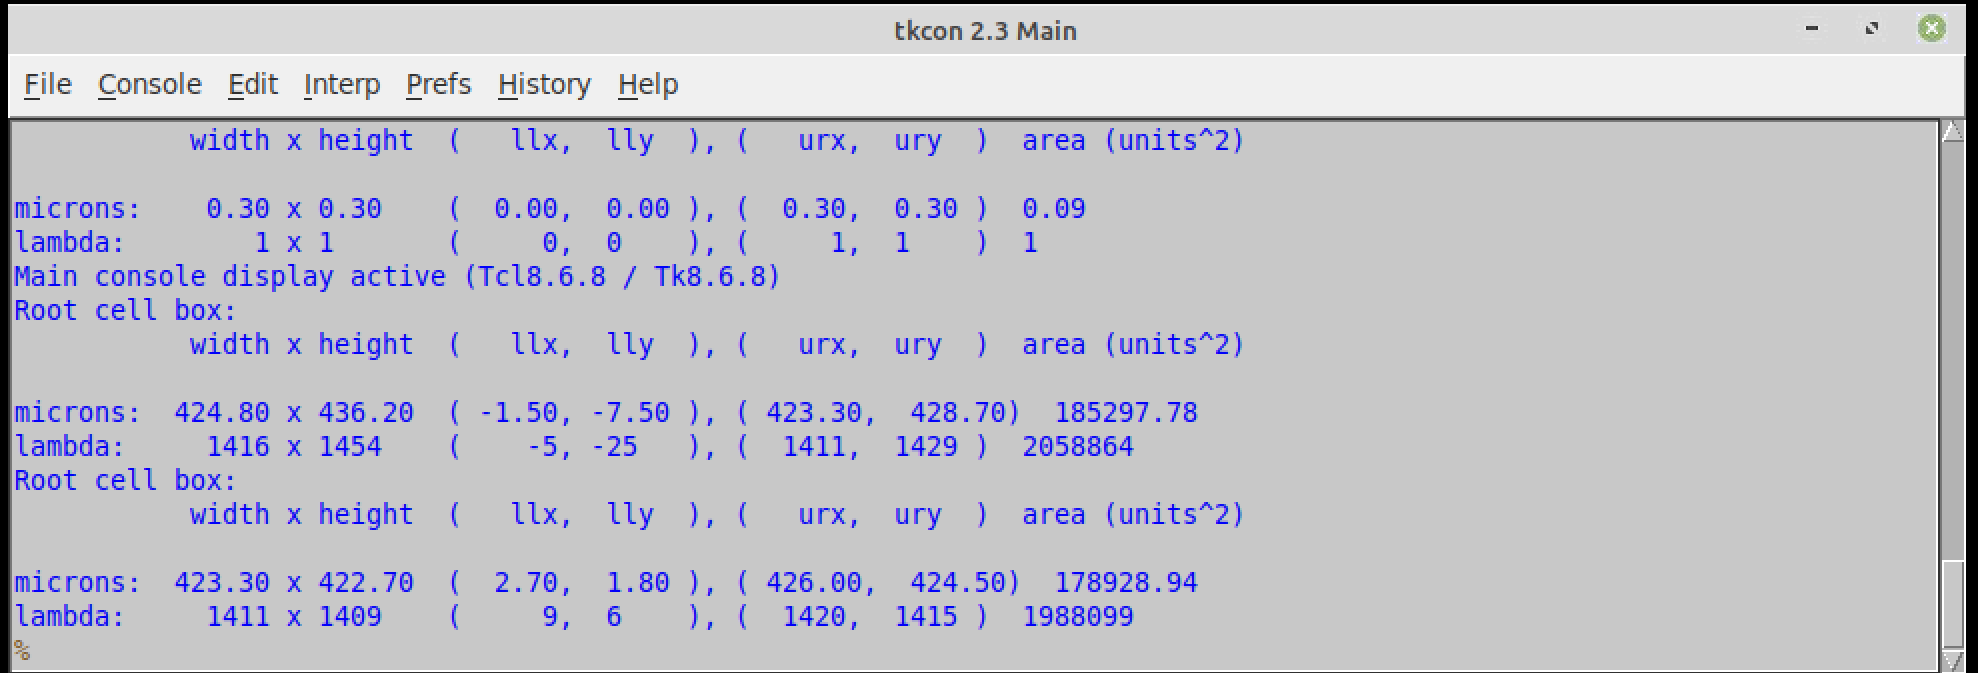 tkcon 2.3 Main
File Console Edit Interp Prefs History Help
width x height ( llx, lly ), ( urx, ury ) area (units^2)
microns: 0.30 x 0.30 ( 0.00, 0.00 ), ( 0.30, 0.30 ) 0.09
lambda: 1 x 1 ( 0, 0 ), ( 1, 1 ) 1
Main console display active (Tcl8.6.8 / Tk8.6.8)
Root cell box:
width x height ( llx, lly ), ( urx, ury ) area (units^2)
microns: 424.80 x 436.20 ( -1.50, -7.50 ), ( 423.30, 428.70) 185297.78
lambda: 1416 x 1454 ( -5, -25 ), ( 1411, 1429 ) 2058864
Root cell box:
width x height ( llx, lly ), ( urx, ury ) area (units^2)
microns: 423.30 x 422.70 ( 2.70, 1.80 ), ( 426.00, 424.50) 178928.94
lambda: 1411 x 1409 ( 9, 6 ), ( 1420, 1415 ) 1988099
%